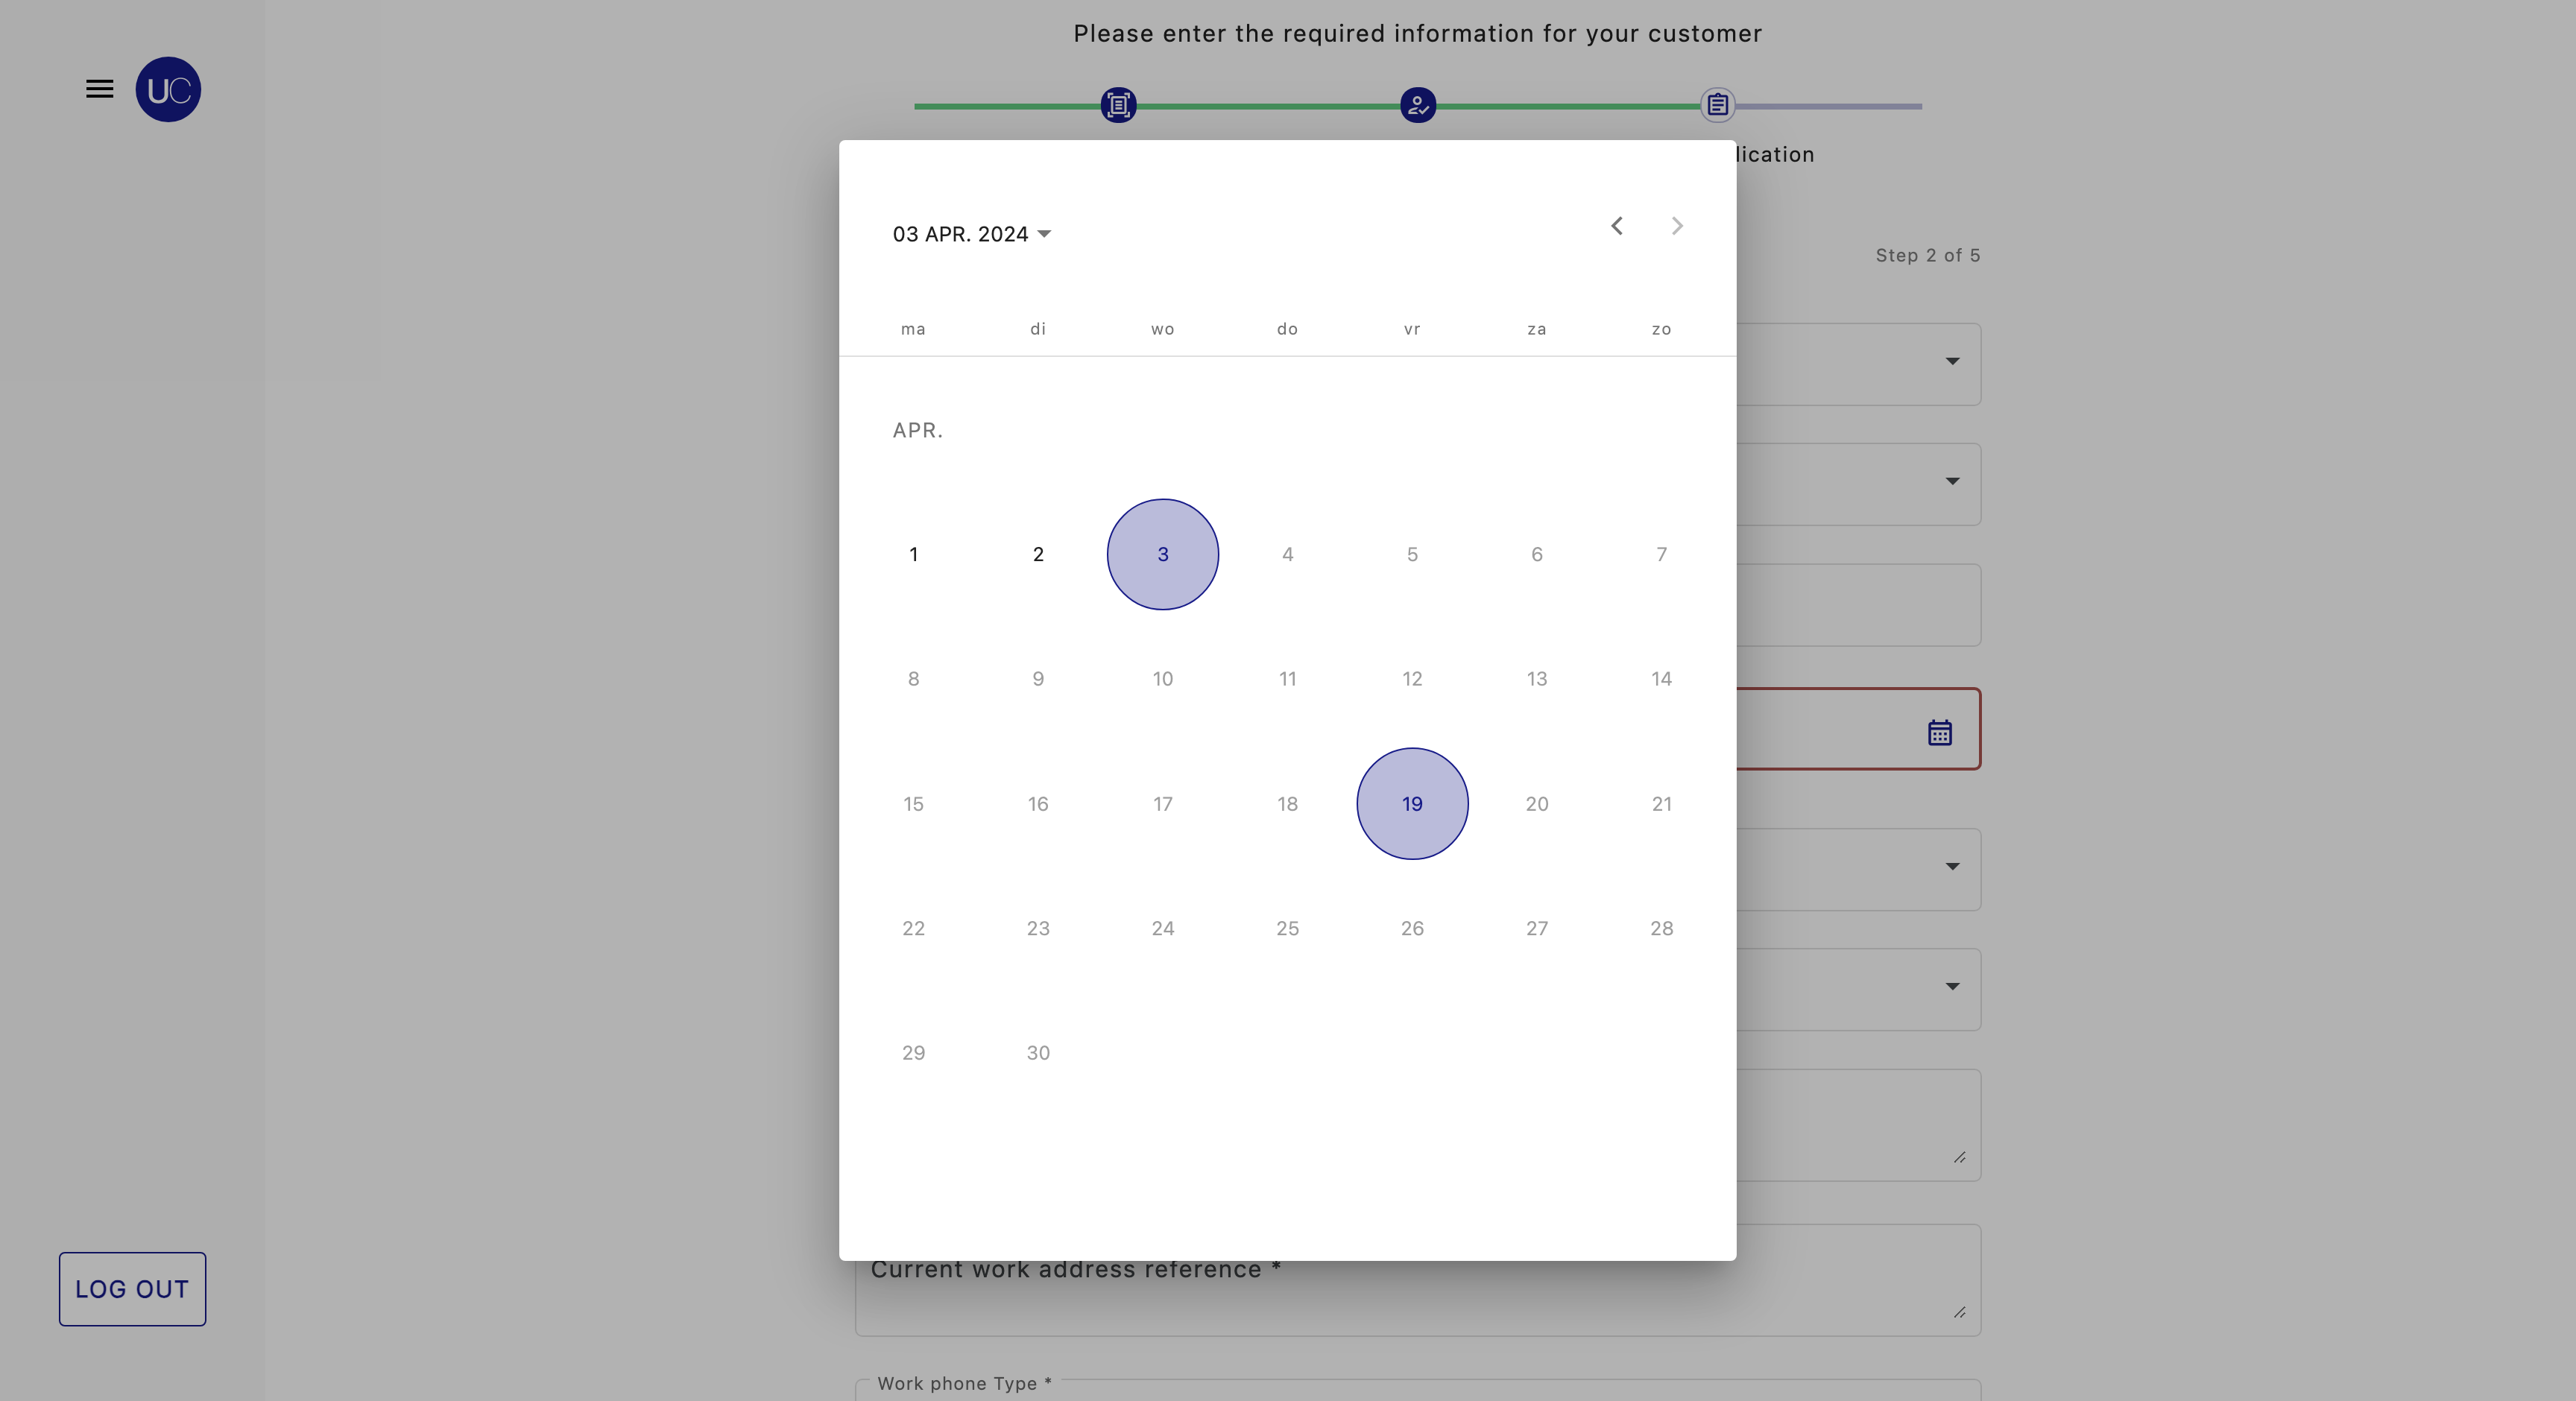 Please enter the required information for your customer
UC
lication
03 APR. 2024
Step 2 of 5
ma di wo do vr za zo
APR.
1 2 3 4 5 6 7
8 9 10 11 12 13 14
15 16 17 18 19 20 21
22 23 24 25 26 27 28
29 30
Current work address reference *
LOG OUT
Work phone Type *